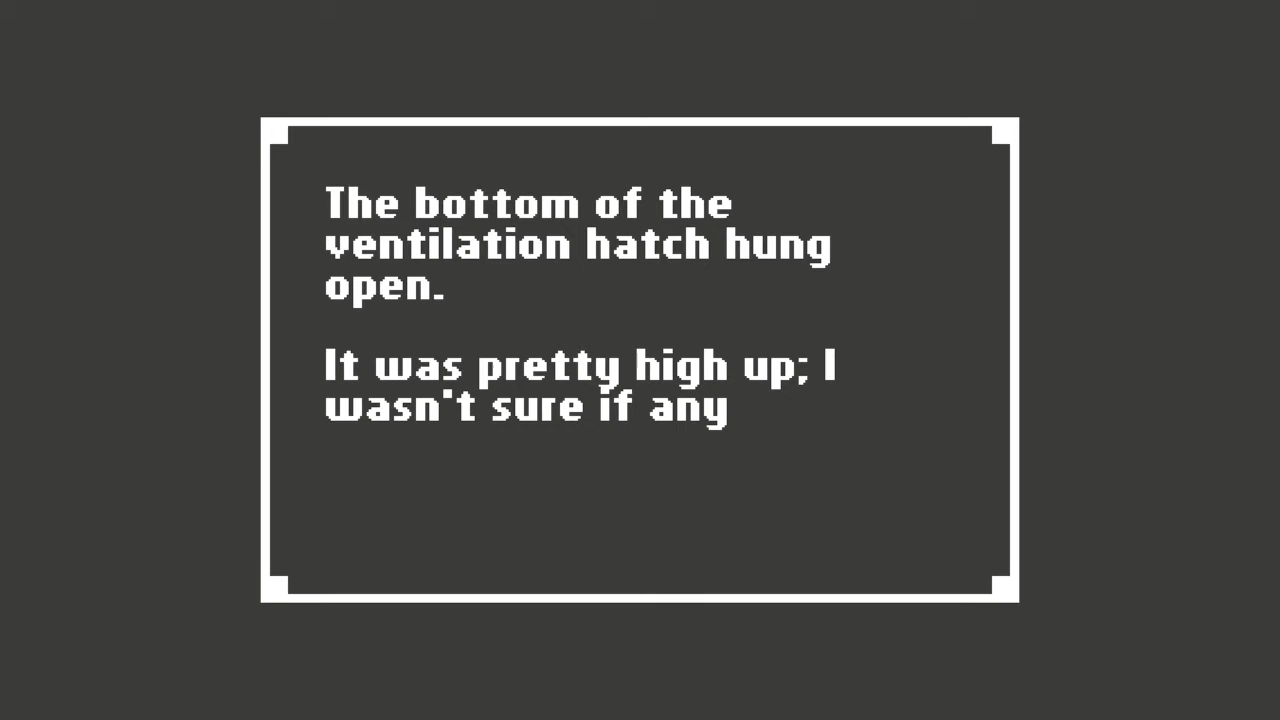 The bottom of the
ventilation hatch hung
open.
It was pretty high up; I
wasn't sure if any